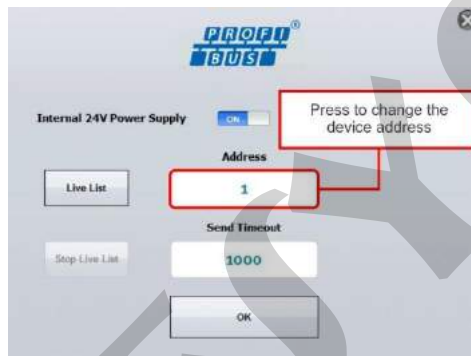 PROFI
BUS
®
Internal 24V Power Supply
ON
Press to change the
device address
Address
Live List
1
Send Timeout
Stop Live List
1000
OK